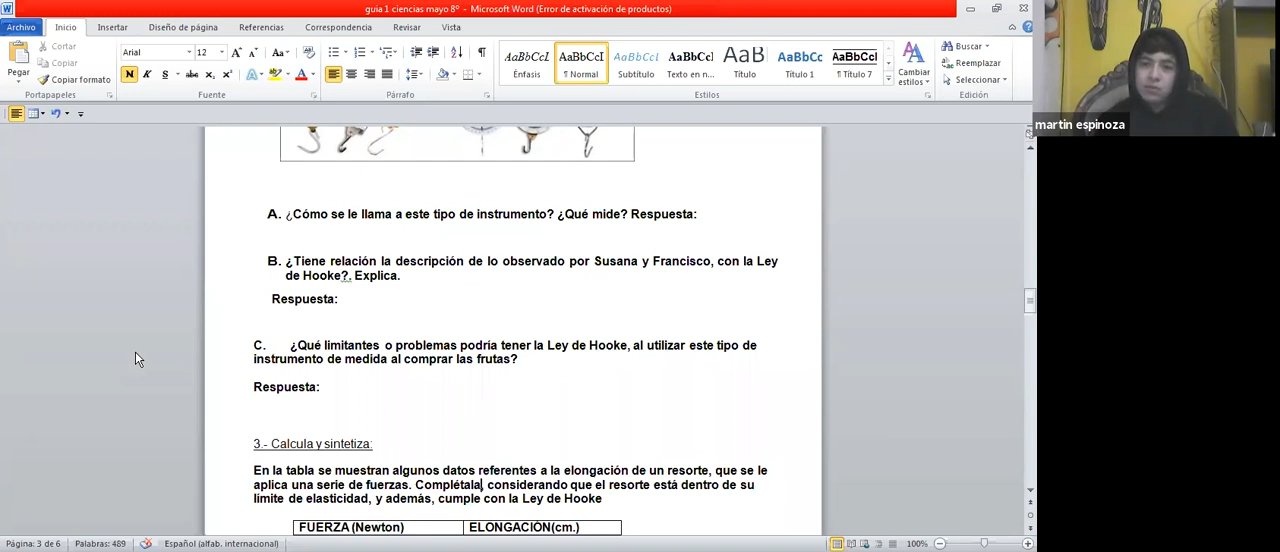 guia 1 ciencias mayo 8º - Microsoft Word (Error de activación de productos)
Archivo Inicio Insertar Diseño de página Referencias Correspondencia Revisar Vista
Pegar
Cortar
Copiar
Copiar formato
Portapapeles
Arial 12
N K S abc x₂ x²
Fuente
Párrafo
AaBbCcI Énfasis
AaBbCcI ¶ Normal
AaBbCcI Subtítulo
AaBbCcI Texto en n...
AaB Título
AaBbCc Título 1
AaBbCcI ¶ Título 7
Estilos
Cambiar estilos
Buscar
Reemplazar
Seleccionar
Edición
martin espinoza
A. ¿Cómo se le llama a este tipo de instrumento? ¿Qué mide? Respuesta:
B. ¿Tiene relación la descripción de lo observado por Susana y Francisco, con la Ley
de Hooke?. Explica.
Respuesta:
C. ¿Qué limitantes o problemas podría tener la Ley de Hooke, al utilizar este tipo de
instrumento de medida al comprar las frutas?
Respuesta:
3.- Calcula y sintetiza:
En la tabla se muestran algunos datos referentes a la elongación de un resorte, que se le
aplica una serie de fuerzas. Complétala, considerando que el resorte está dentro de su
límite de elasticidad, y además, cumple con la Ley de Hooke
FUERZA (Newton) ELONGACIÓN(cm.)
Página: 3 de 6 Palabras: 489 Español (alfab. internacional) 100%